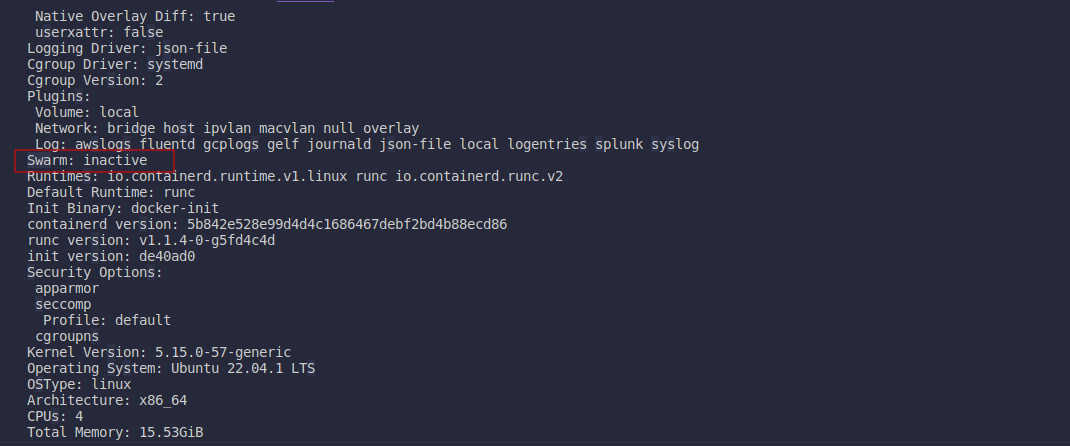 Native Overlay Diff: true
userxattr: false
Logging Driver: json-file
Cgroup Driver: systemd
Cgroup Version: 2
Plugins:
Volume: local
Network: bridge host ipvlan macvlan null overlay
Log: awslogs fluentd gcplogs gelf journald json-file local logentries splunk syslog
Swarm: inactive
Runtimes: io.containerd.runtime.v1.linux runc io.containerd.runc.v2
Default Runtime: runc
Init Binary: docker-init
containerd version: 5b842e528e99d4d4c1686467debf2bd4b88ecd86
runc version: v1.1.4-0-g5fd4c4d
init version: de40ad0
Security Options:
apparmor
seccomp
Profile: default
cgroupns
Kernel Version: 5.15.0-57-generic
Operating System: Ubuntu 22.04.1 LTS
OSType: linux
Architecture: x86_64
CPUs: 4
Total Memory: 15.53GiB